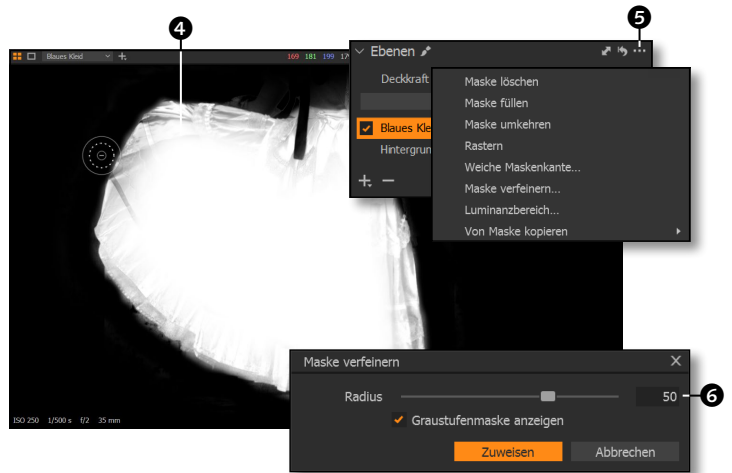 5
4
Blaues Kleid
169 181 199
Ebenen
Deckkraft
Blaues Kle
Hintergrun
Maske löschen
Maske füllen
Maske umkehren
Rastern
Weiche Maskenkante...
Maske verfeinern...
Luminanzbereich...
Von Maske kopieren
ISO 250 1/500 s f/2 35 mm
Maske verfeinern
Radius 50
6
Graustufenmaske anzeigen
Zuweisen Abbrechen